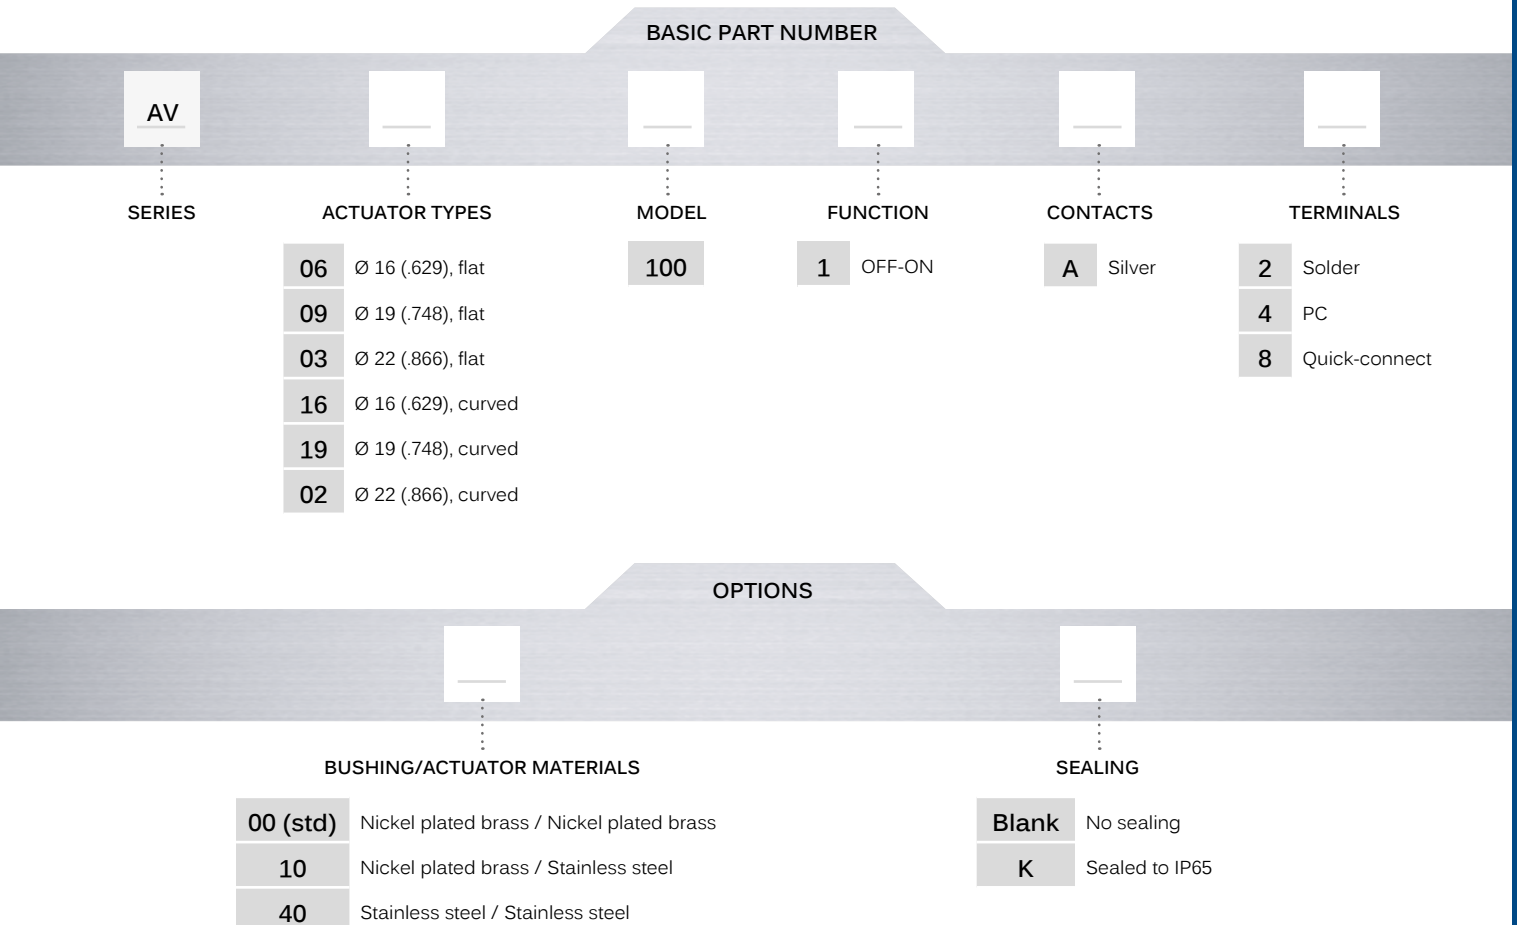 BASIC PART NUMBER
AV
SERIES ACTUATOR TYPES MODEL FUNCTION CONTACTS TERMINALS
06 Ø 16 (.629), flat 100 1 OFF-ON A Silver 2 Solder
09 Ø 19 (.748), flat 4 PC
03 Ø 22 (.866), flat 8 Quick-connect
16 Ø 16 (.629), curved
19 Ø 19 (.748), curved
02 Ø 22 (.866), curved
OPTIONS
BUSHING/ACTUATOR MATERIALS SEALING
00 (std) Nickel plated brass / Nickel plated brass Blank No sealing
10 Nickel plated brass / Stainless steel K Sealed to IP65
40 Stainless steel / Stainless steel